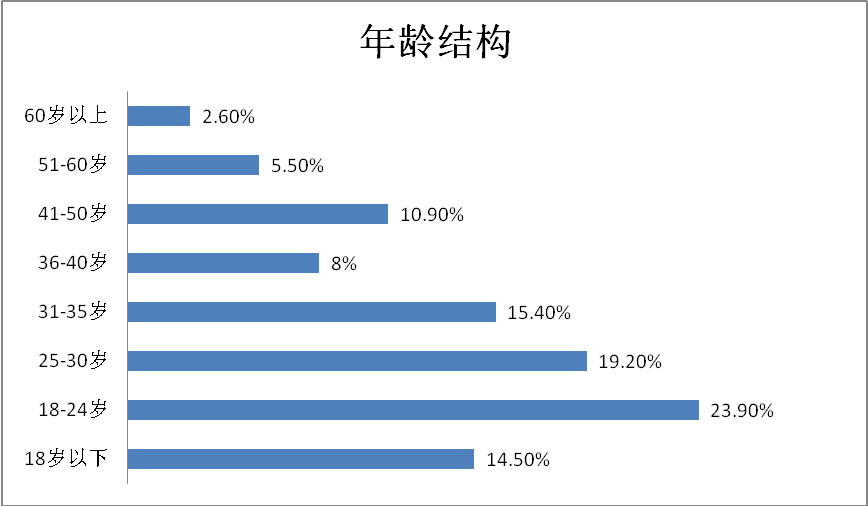 年龄结构
60岁以上 2.60%
51-60岁 5.50%
41-50岁 10.90%
36-40岁 8%
31-35岁 15.40%
25-30岁 19.20%
18-24岁 23.90%
18岁以下 14.50%